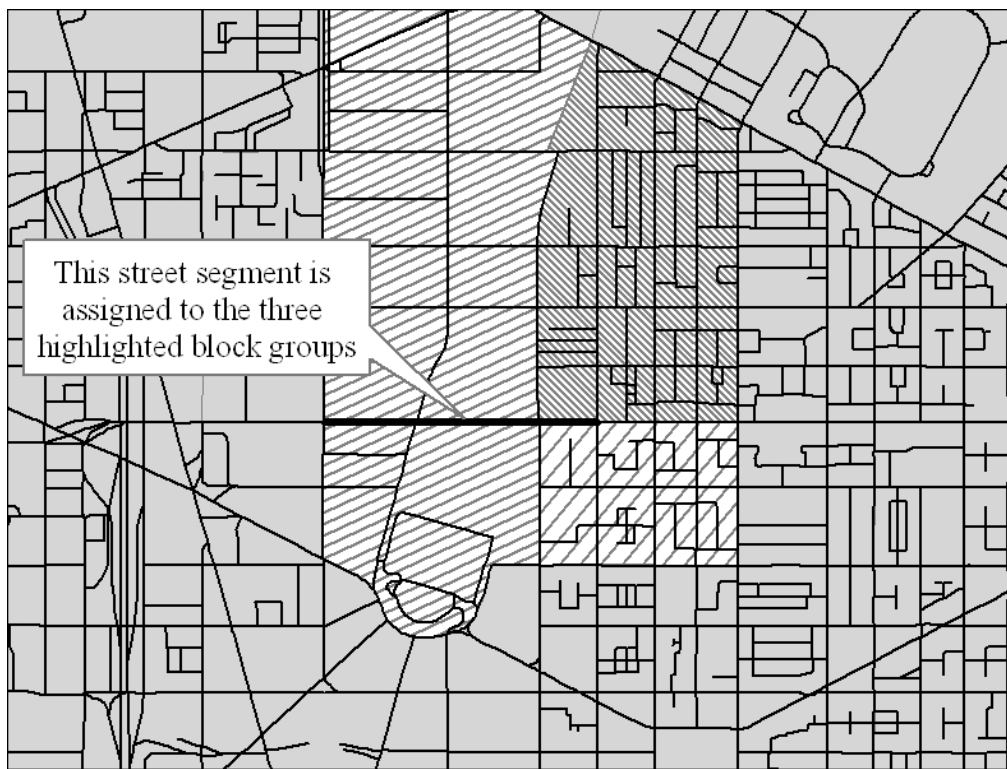 This street segment is
assigned to the three
highlighted block groups